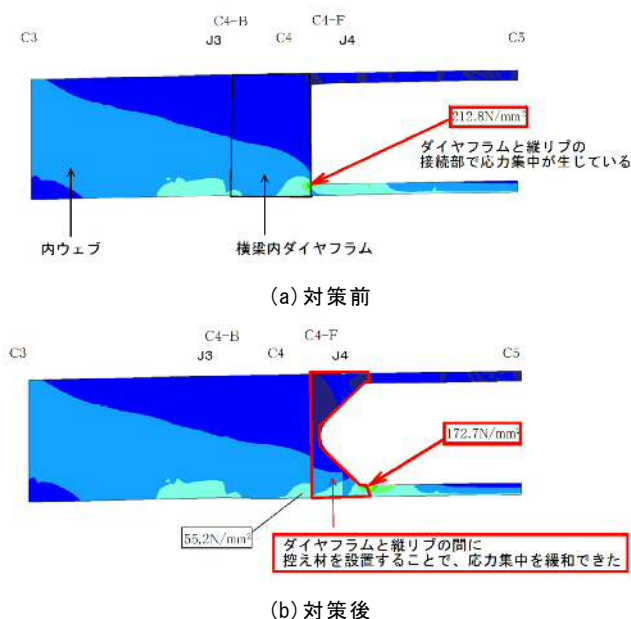 C4-B C4-F
C3 J3 C4 J4 C5
212.8N/mm²
ダイヤフラムと縦リブの
接続部で応力集中が生じている
内ウェブ 横梁内ダイヤフラム
(a)対策前
C4-B C4-F
C3 J3 C4 J4 C5
172.7N/mm²
55.2N/mm²
ダイヤフラムと縦リブの間に
控え材を設置することで、応力集中を緩和できた
(b)対策後